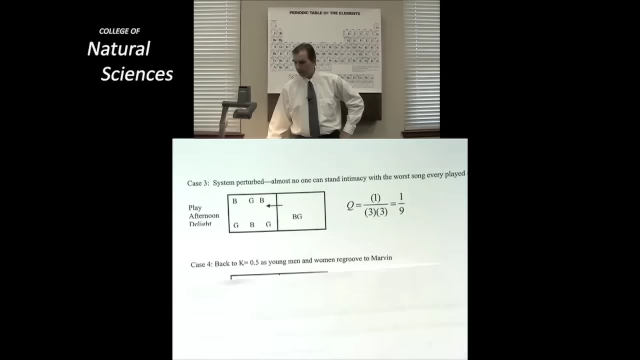 COLLEGE OF
Natural
Sciences
PERIODIC TABLE OF THE ELEMENTS
Case 3: System perturbed—almost no one can stand intimacy with the worst song every played
Play
Afternoon
Delight
B G B
BG
G B G
Q = (1) / (3)(3) = 1 / 9
Case 4: Back to K= 0.5 as young men and women regroove to Marvin